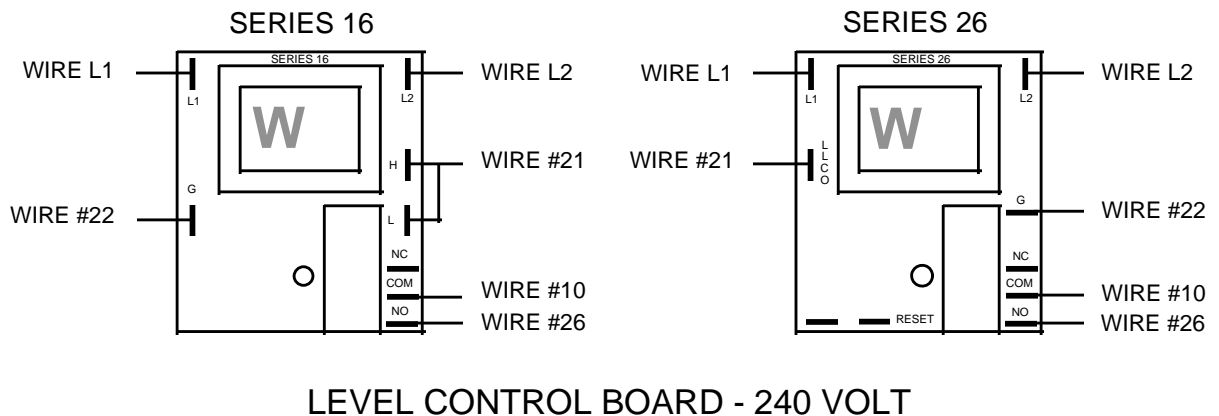 SERIES 16
SERIES 26
SERIES 16
SERIES 26
WIRE L1
L1
L2
WIRE L2
WIRE L1
L1
L2
WIRE L2
W
W
H
WIRE #21
WIRE #21
L
L
C
O
G
WIRE #22
L
G
WIRE #22
NC
COM
WIRE #10
NO
WIRE #26
NC
COM
WIRE #10
RESET
NO
WIRE #26
LEVEL CONTROL BOARD - 240 VOLT